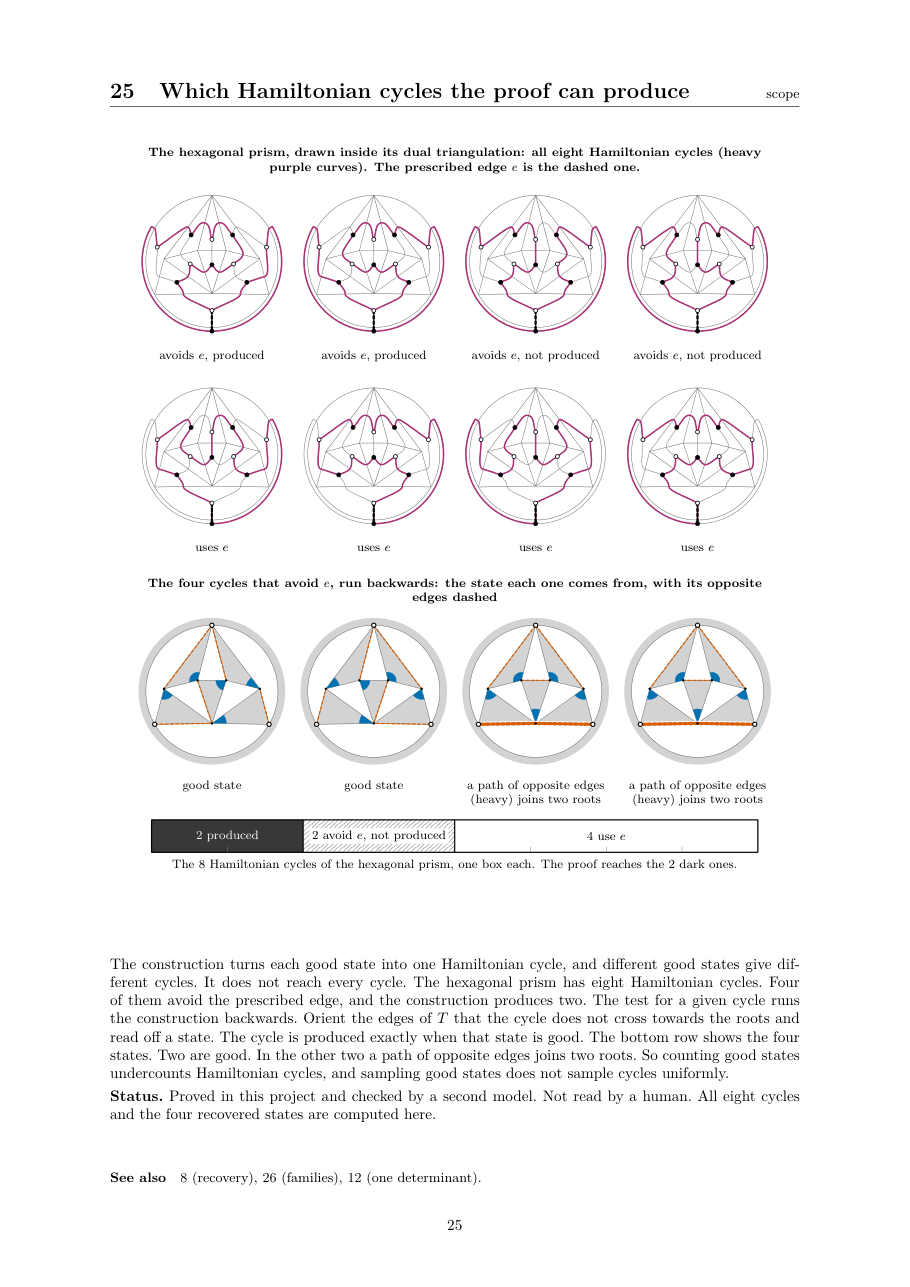 25 Which Hamiltonian cycles the proof can produce scope
The hexagonal prism, drawn inside its dual triangulation: all eight Hamiltonian cycles (heavy
purple curves). The prescribed edge e is the dashed one.
avoids e, produced
avoids e, produced
avoids e, not produced
avoids e, not produced
uses e
uses e
uses e
uses e
The four cycles that avoid e, run backwards: the state each one comes from, with its opposite
edges dashed
good state
good state
a path of opposite edges
(heavy) joins two roots
a path of opposite edges
(heavy) joins two roots
2 produced
2 avoid e, not produced
4 use e
The 8 Hamiltonian cycles of the hexagonal prism, one box each. The proof reaches the 2 dark ones.
The construction turns each good state into one Hamiltonian cycle, and different good states give dif-
ferent cycles. It does not reach every cycle. The hexagonal prism has eight Hamiltonian cycles. Four
of them avoid the prescribed edge, and the construction produces two. The test for a given cycle runs
the construction backwards. Orient the edges of T that the cycle does not cross towards the roots and
read off a state. The cycle is produced exactly when that state is good. The bottom row shows the four
states. Two are good. In the other two a path of opposite edges joins two roots. So counting good states
undercounts Hamiltonian cycles, and sampling good states does not sample cycles uniformly.
Status. Proved in this project and checked by a second model. Not read by a human. All eight cycles
and the four recovered states are computed here.
See also 8 (recovery), 26 (families), 12 (one determinant).
25